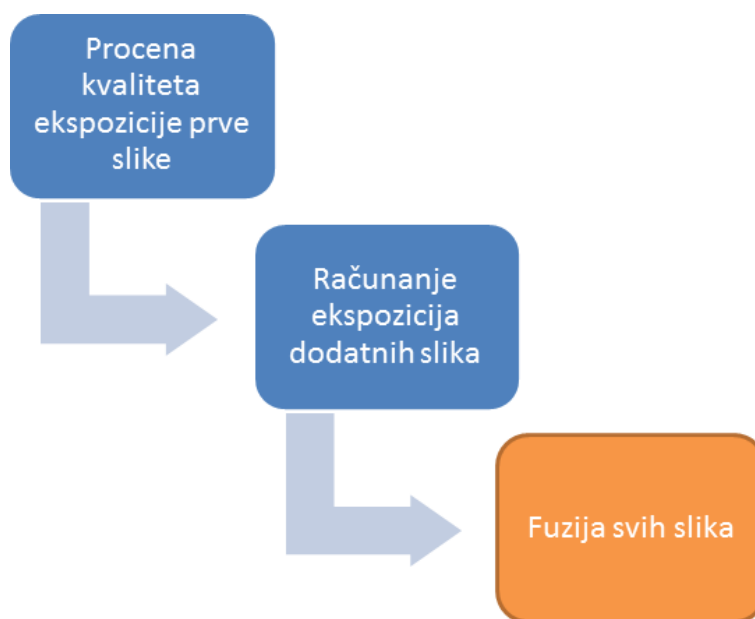 Procena
kvaliteta
ekspozicije prve
slike
Računanje
ekspozicija
dodatnih slika
Fuzija svih slika